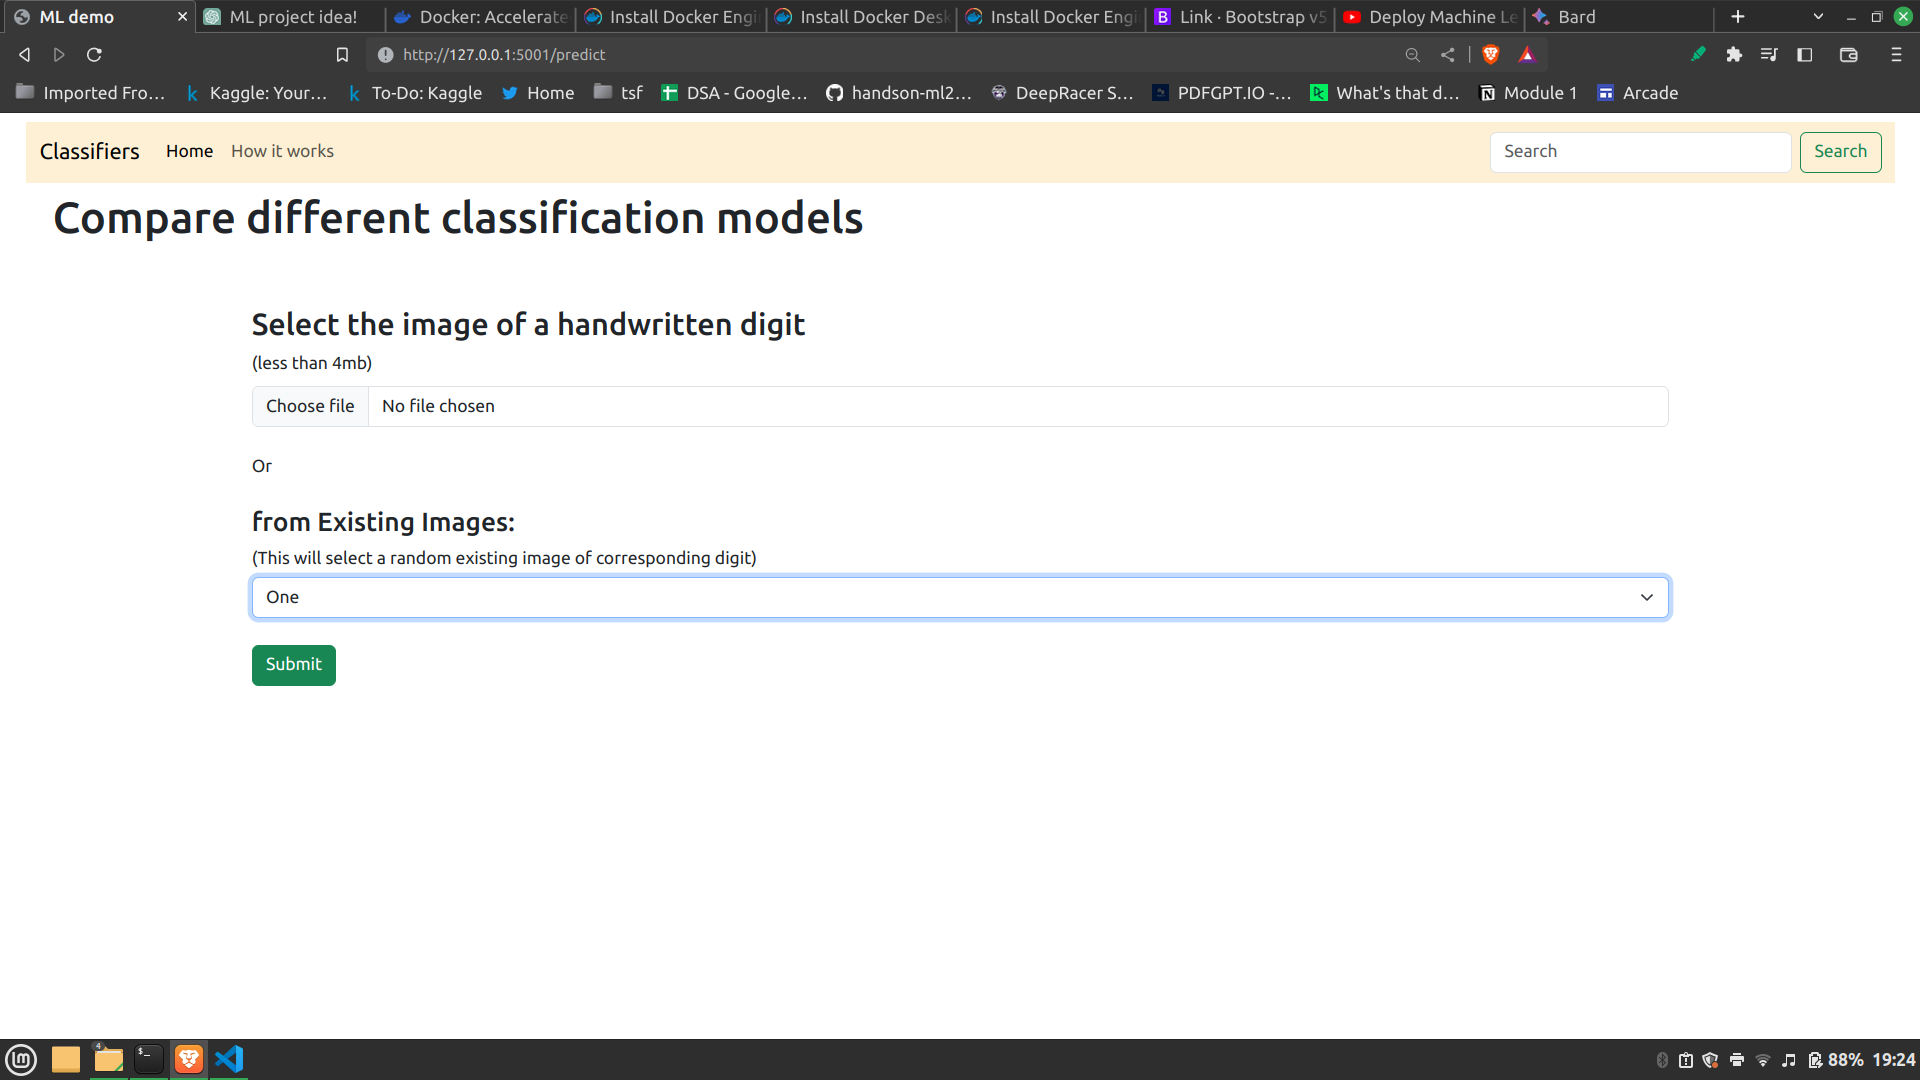 ML demo
ML project idea!
Docker: Accelerate
Install Docker Engi
Install Docker Desk
Install Docker Engi
Link · Bootstrap v5
Deploy Machine Le
Bard
http://127.0.0.1:5001/predict
Imported Fro...
Kaggle: Your...
To-Do: Kaggle
Home
tsf
DSA - Google...
handson-ml2...
DeepRacer S...
PDFGPT.IO -...
What's that d...
Module 1
Arcade
Classifiers Home How it works Search Search
Compare different classification models
Select the image of a handwritten digit
(less than 4mb)
Choose file No file chosen
Or
from Existing Images:
(This will select a random existing image of corresponding digit)
One
Submit
4
88% 19:24